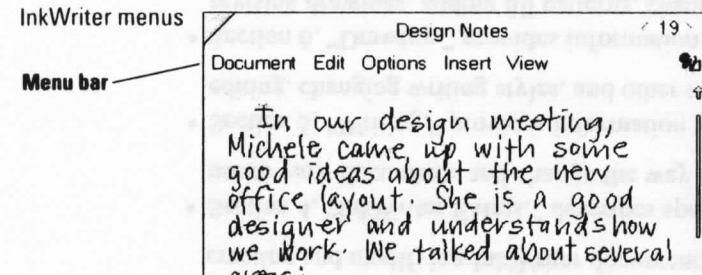 InkWriter menus
Design Notes 19
Menu bar
Document Edit Options Insert View
In our design meeting,
Michele came up with some
good ideas about the new
office layout. She is a good
designer and understands how
we work. We talked about several